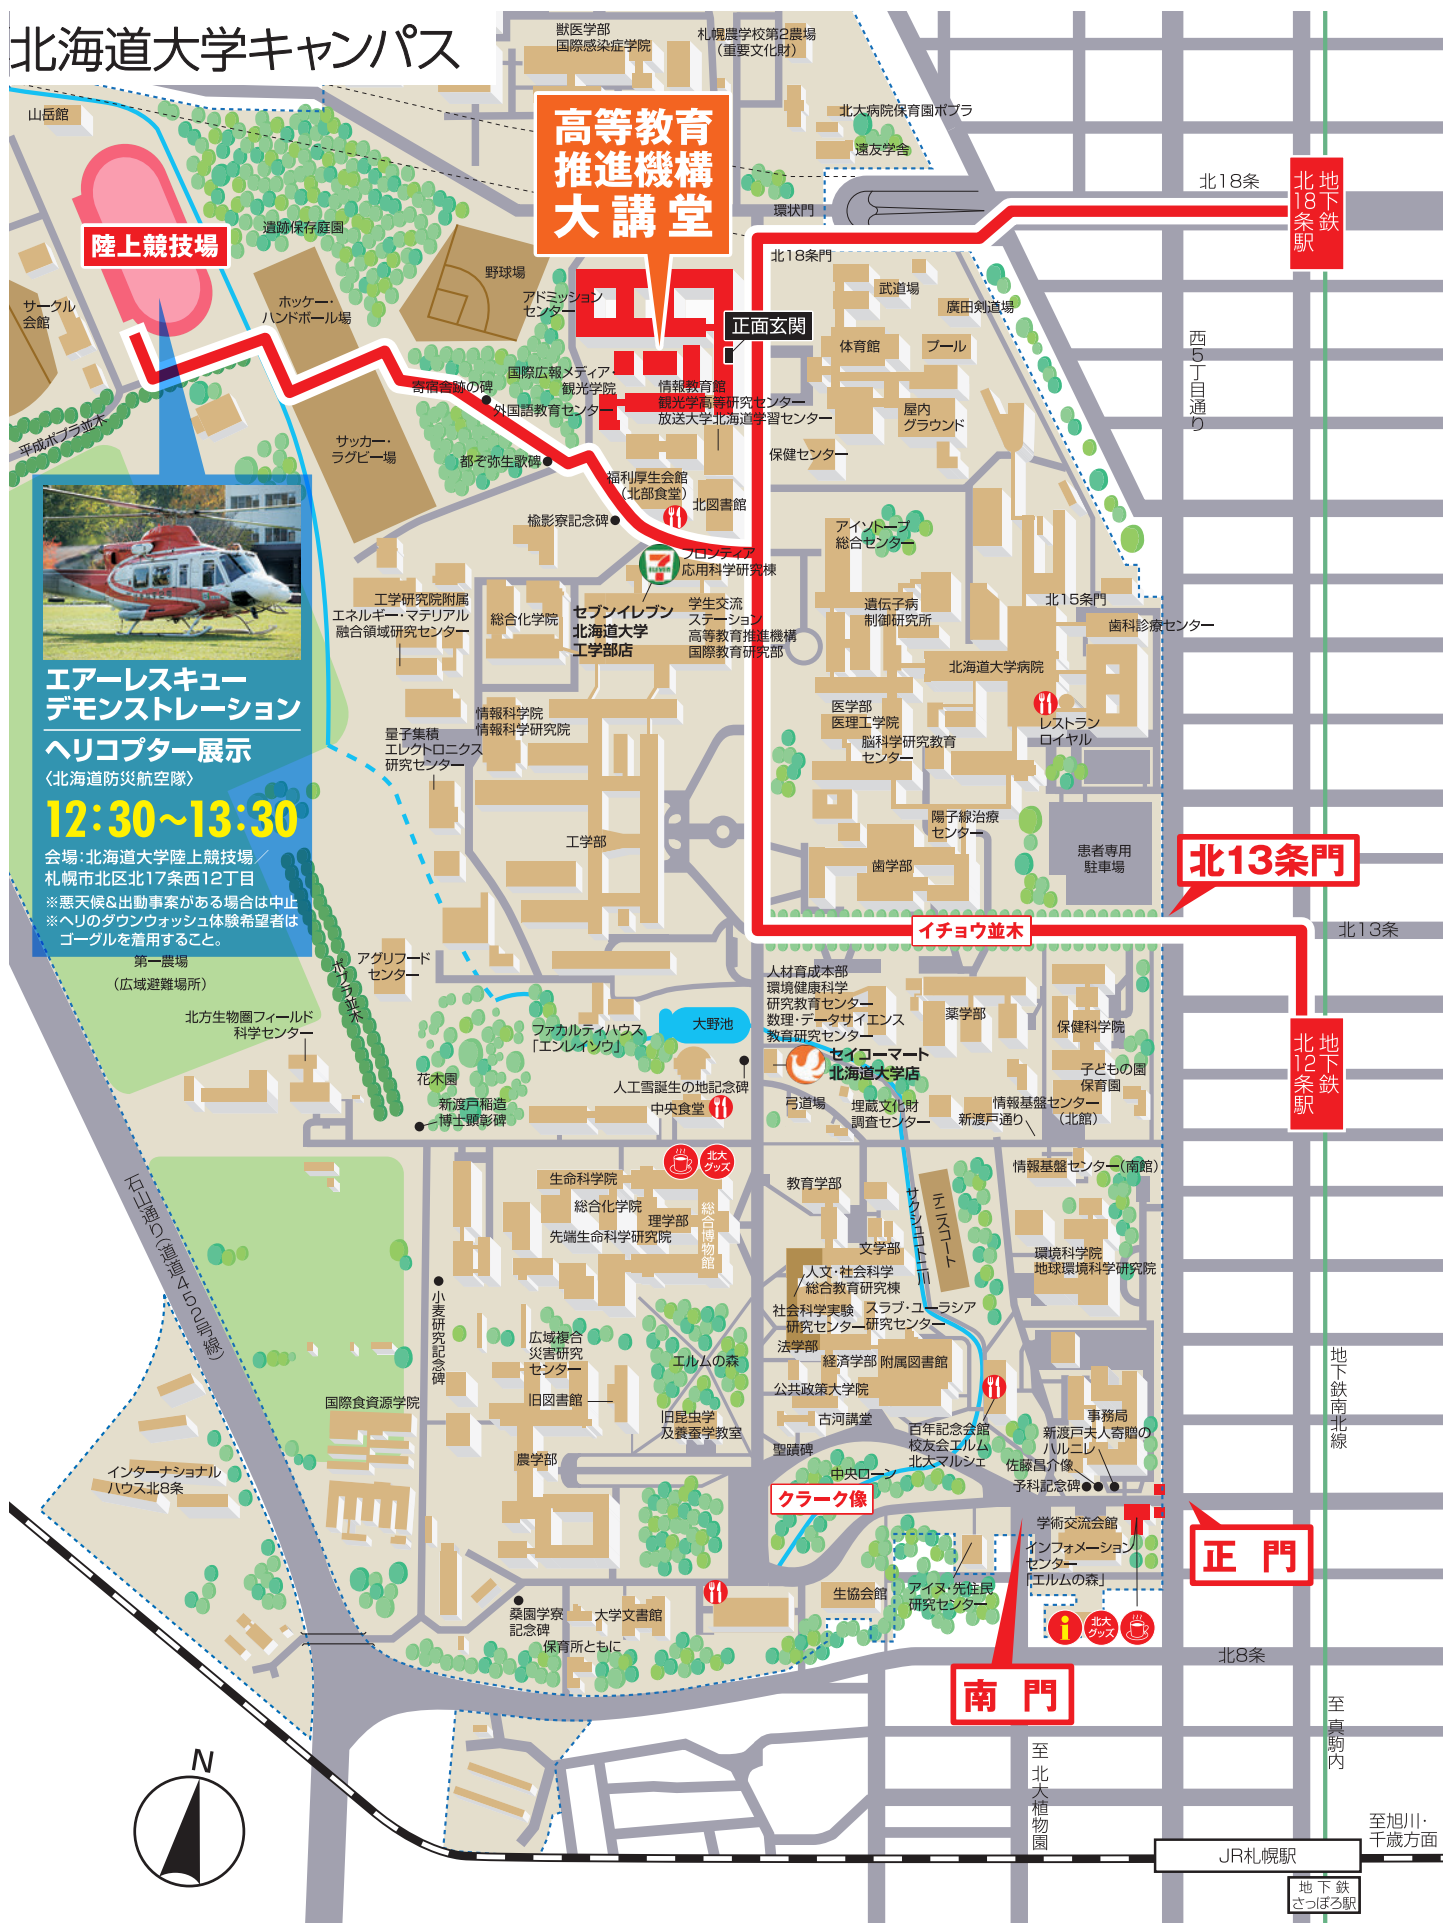 北海道大学キャンパス
獣医学部
国際感染症学院
札幌農学校第2農場
(重要文化財)
山岳館
高等教育
推進機構
大講堂
北大病院保育園ポプラ
遠友学舎
北18条
地下鉄
北18条駅
環状門
遺跡保存庭園
陸上競技場
北18条門
野球場
武道場
サークル
会館
ホッケー・
ハンドボール場
アドミッション
センター
廣田剣道場
正面玄関
体育館
プール
西5丁目通り
国際広報メディア・
観光学院
寄宿舎跡の碑
情報教育館
観光学高等研究センター
放送大学北海道学習センター
外国語教育センター
屋内
グラウンド
平成ポプラ並木
サッカー・
ラグビー場
都ぞ弥生歌碑
保健センター
福利厚生会館
(北部食堂)
北図書館
楡影寮記念碑
アイソトープ
総合センター
フロンティア
応用科学研究棟
7
ELEVEN
セブンイレブン
北海道大学
工学部店
学生交流
ステーション
高等教育推進機構
国際教育研究部
工学研究院附属
エネルギー・マテリアル
融合領域研究センター
総合化学院
遺伝子病
制御研究所
北15条門
歯科診療センター
北海道大学病院
エアーレスキュー
デモンストレーション
ヘリコプター展示
〈北海道防災航空隊〉
12:30〜13:30
会場:北海道大学陸上競技場/
札幌市北区北17条西12丁目
※悪天候&出動事案がある場合は中止
※ヘリのダウンウォッシュ体験希望者は
ゴーグルを着用すること。
情報科学院
情報科学研究院
量子集積
エレクトロニクス
研究センター
医学部
医理工学院
脳科学研究教育
センター
レストラン
ロイヤル
陽子線治療
センター
工学部
歯学部
患者専用
駐車場
北13条門
イチョウ並木
北13条
第一農場
(広域避難場所)
ポプラ並木
アグリフード
センター
人材育成本部
環境健康科学
研究教育センター
数理・データサイエンス
教育研究センター
薬学部
保健科学院
北方生物圏フィールド
科学センター
ファカルティハウス
「エンレイソウ」
大野池
地下鉄
北12条駅
セイコーマート
北海道大学店
子どもの園
保育園
花木園
人工雪誕生の地記念碑
中央食堂
新渡戸稲造
博士顕彰碑
弓道場
埋蔵文化財
調査センター
情報基盤センター
(北館)
新渡戸通り
北大
グッズ
情報基盤センター(南館)
生命科学院
総合化学院
理学部
先端生命科学研究院
総合博物館
教育学部
サクシュコトニ川
テニスコート
石山通り(道道452号線)
文学部
環境科学院
地球環境科学研究院
人文・社会科学
総合教育研究棟
小麦研究記念碑
社会科学実験
研究センター
スラブ・ユーラシア
研究センター
広域複合
災害研究
センター
法学部
経済学部
附属図書館
エルムの森
旧図書館
公共政策大学院
国際食資源学院
地下鉄南北線
旧昆虫学
及養蚕学教室
古河講堂
聖蹟碑
百年記念会館
校友会エルム
北大マルシェ
事務局
新渡戸夫人寄贈の
ハルニレ
佐藤昌介像
予科記念碑
農学部
中央ローン
インターナショナル
ハウス北8条
クラーク像
学術交流会館
インフォメーション
センター
「エルムの森」
正 門
生協会館
アイヌ・先住民
研究センター
桑園学寮
記念碑
大学文書館
保育所ともに
i
北大
グッズ
北8条
南 門
至 真駒内
至 北大植物園
N
至旭川・
千歳方面
JR札幌駅
地下鉄
さっぽろ駅